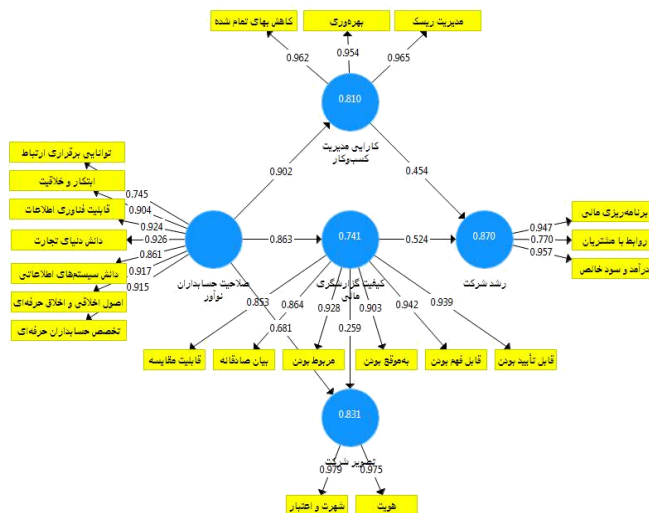 کاهش بهای تمام شده
بهره‌وری
مدیریت ریسک
0.962
0.954
0.965
0.810
کارایی مدیریت
کسب‌وکار
0.902
0.454
توانایی برقراری ارتباط
ابتکار و خلاقیت
قابلیت فناوری اطلاعات
دانش دنیای تجارت
دانش سیستم‌های اطلاعاتی
اصول اخلاقی و اخلاق حرفه‌ای
تخصص حسابداران حرفه‌ای
0.745
0.904
0.924
0.926
0.861
0.917
0.915
صلاحیت حسابداران
نوآور
0.863
0.741
کیفیت گزارشگری
مالی
0.524
0.870
رشد شرکت
0.947
0.770
0.957
برنامه‌ریزی مالی
روابط با مشتریان
درآمد و سود خالص
0.853
0.864
0.681
0.928
0.259
0.903
0.942
0.939
قابلیت مقایسه
بیان صادقانه
مربوط بودن
به‌موقع بودن
قابل فهم بودن
قابل تأیید بودن
0.831
تصویر شرکت
0.979
0.975
شهرت و اعتبار
هویت